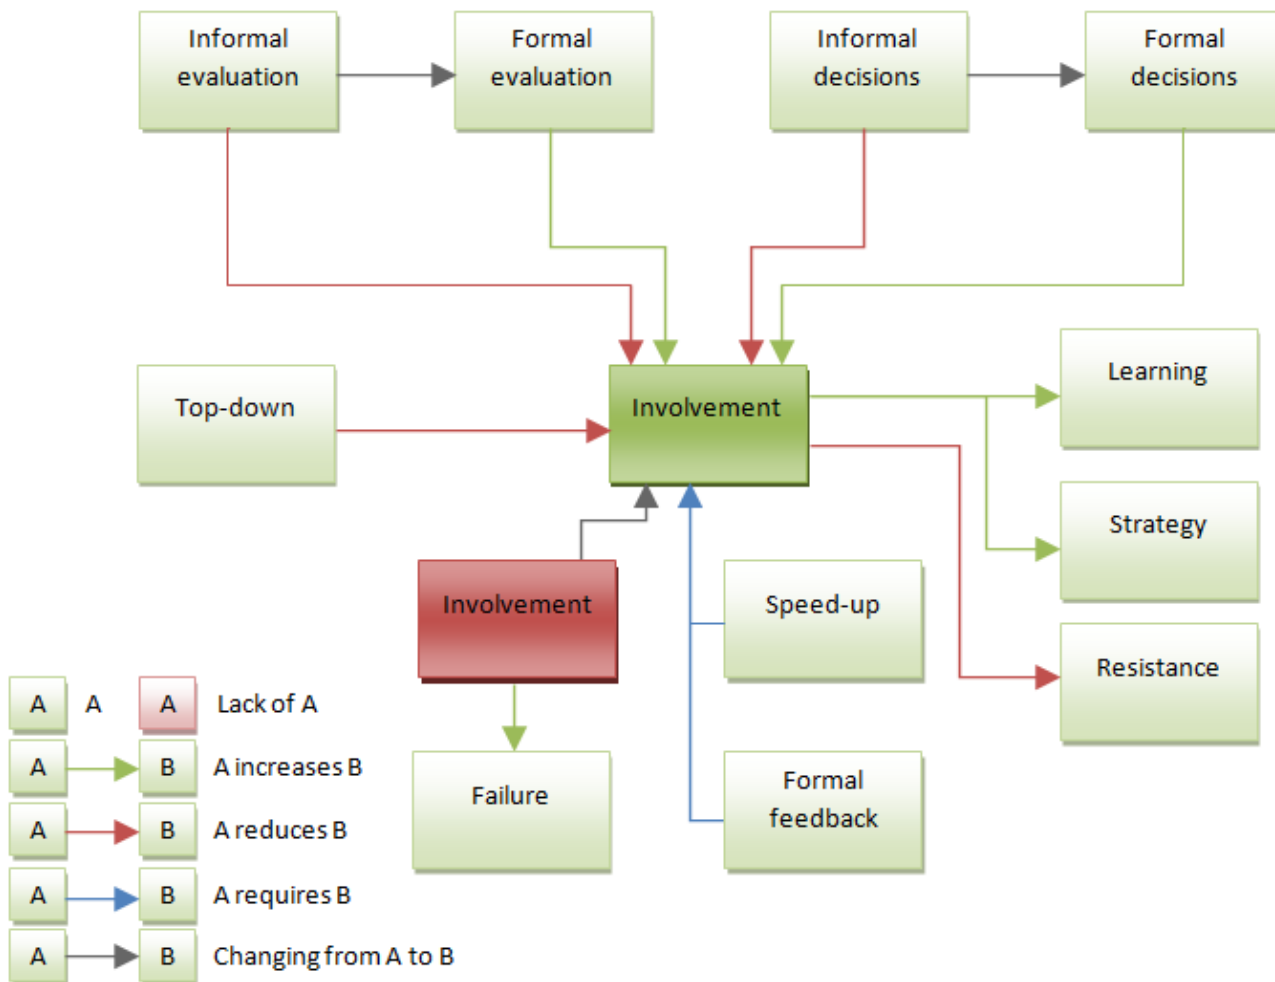 Informal
evaluation
Formal
evaluation
Informal
decisions
Formal
decisions
Top-down
Involvement
Learning
Strategy
Resistance
Involvement
Speed-up
Failure
Formal
feedback
A A A Lack of A
A B A increases B
A B A reduces B
A B A requires B
A B Changing from A to B